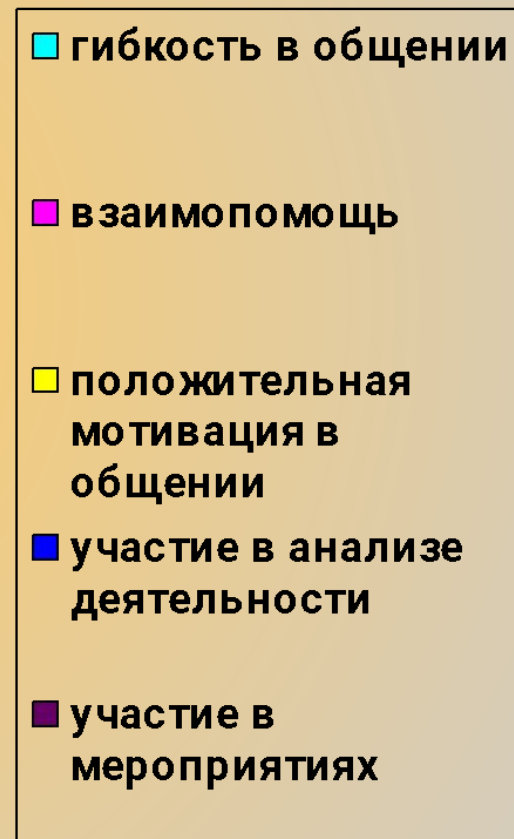 гибкость в общении
взаимопомощь
положительная
мотивация в
общении
участие в анализе
деятельности
участие в
мероприятиях